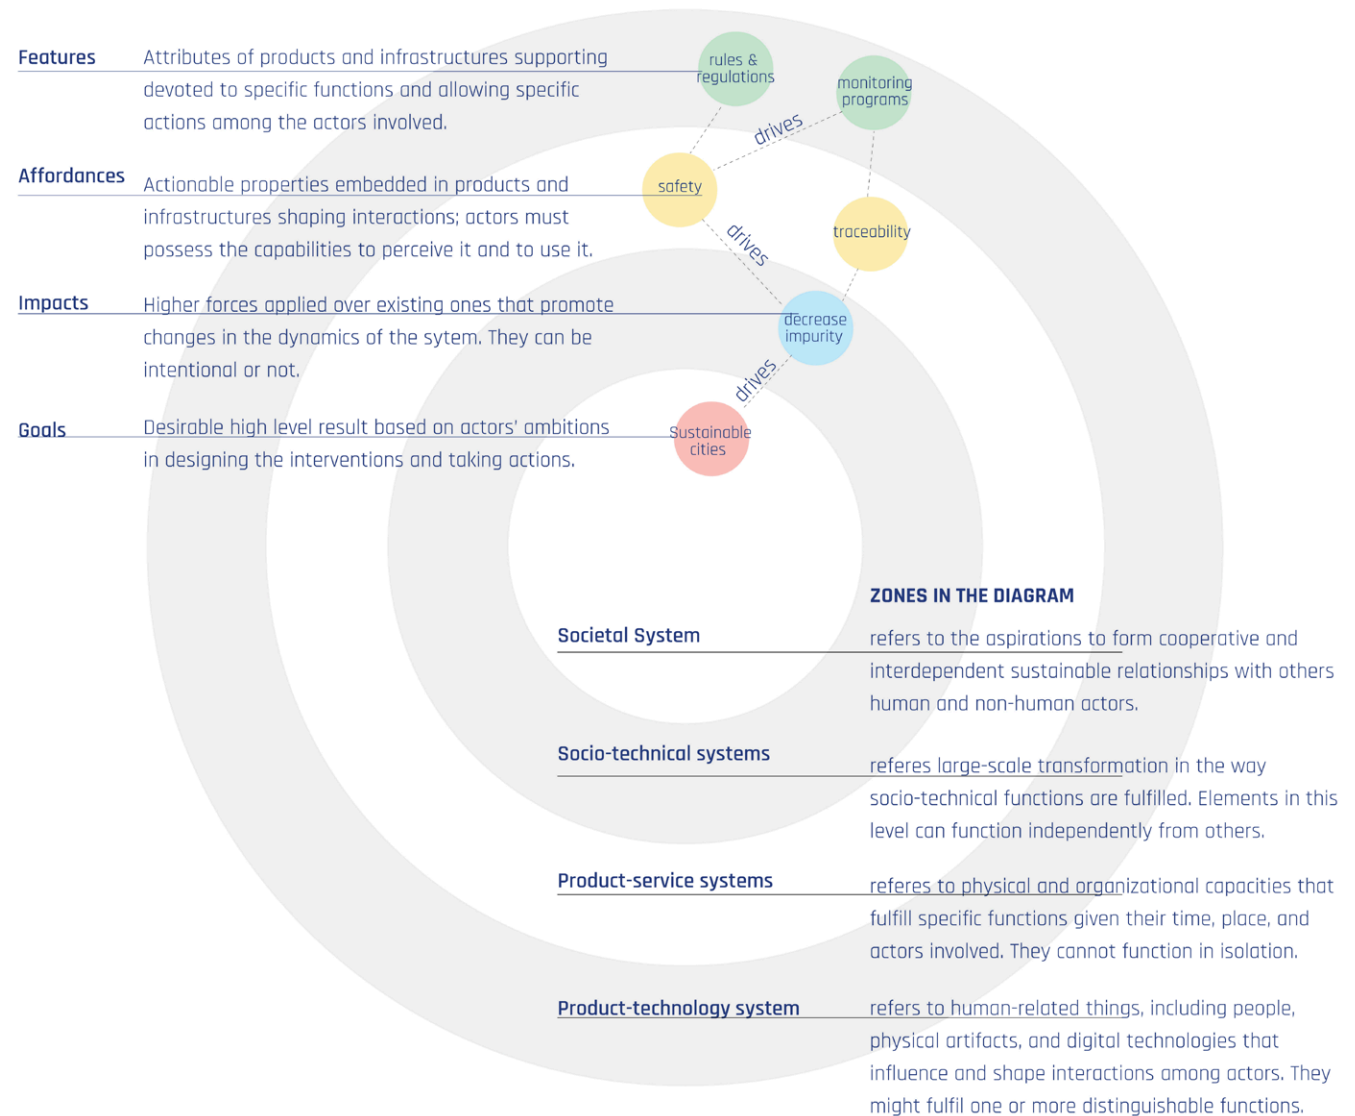 Features
Attributes of products and infrastructures supporting
devoted to specific functions and allowing specific
actions among the actors involved.
Affordances
Actionable properties embedded in products and
infrastructures shaping interactions; actors must
possess the capabilities to perceive it and to use it.
Impacts
Higher forces applied over existing ones that promote
changes in the dynamics of the sytem. They can be
intentional or not.
Goals
Desirable high level result based on actors' ambitions
in designing the interventions and taking actions.
rules &
regulations
monitoring
programs
drives
safety
traceability
drives
decrease
impurity
drives
Sustainable
cities
ZONES IN THE DIAGRAM
Societal System
refers to the aspirations to form cooperative and
interdependent sustainable relationships with others
human and non-human actors.
Socio-technical systems
referes large-scale transformation in the way
socio-technical functions are fulfilled. Elements in this
level can function independently from others.
Product-service systems
referes to physical and organizational capacities that
fulfill specific functions given their time, place, and
actors involved. They cannot function in isolation.
Product-technology system
refers to human-related things, including people,
physical artifacts, and digital technologies that
influence and shape interactions among actors. They
might fulfil one or more distinguishable functions.